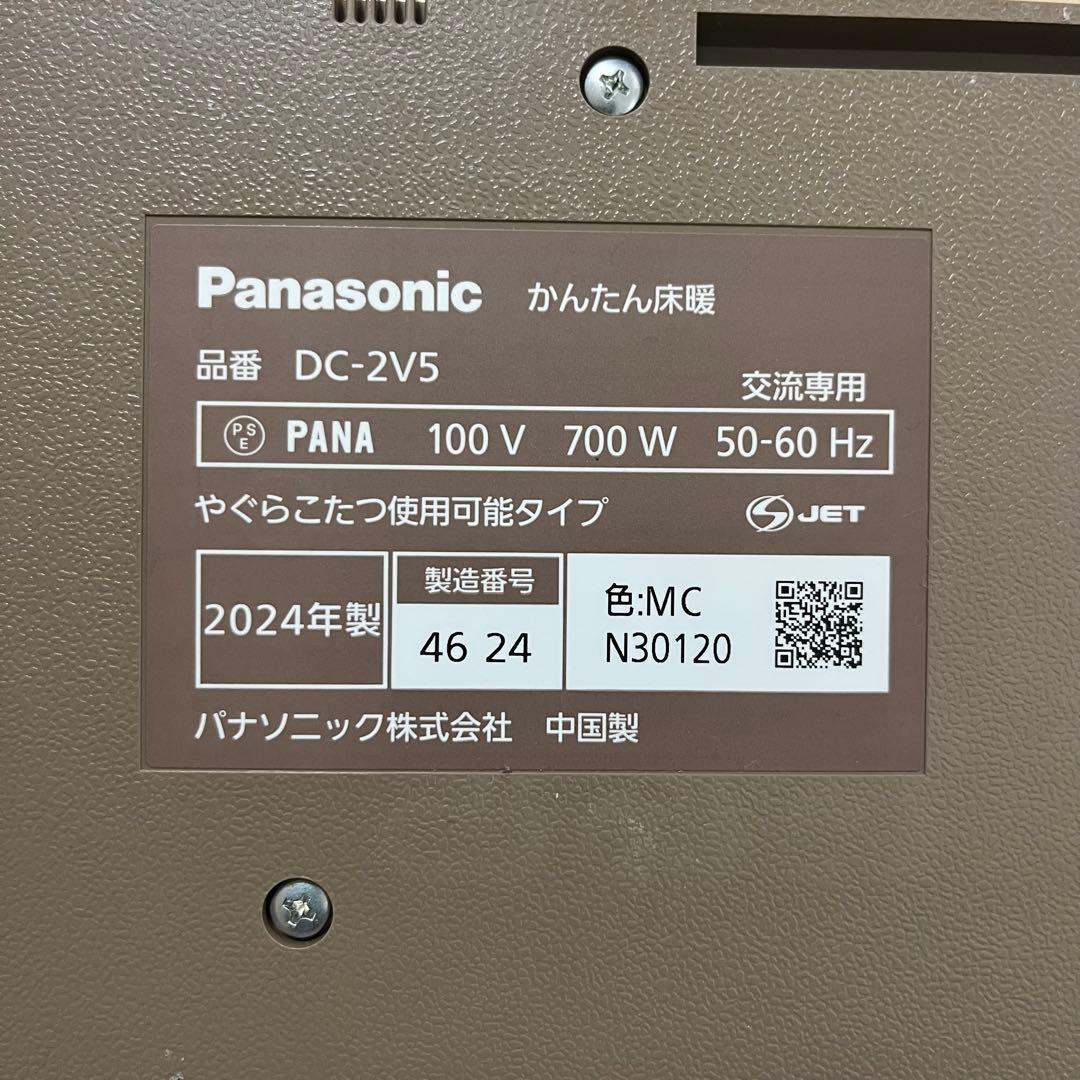 Panasonic かんたん床暖
品番 DC-2V5
交流専用
PSE PANA 100 V 700 W 50-60 Hz
やぐらこたつ使用可能タイプ S JET
2024年製
製造番号
46 24
色:MC
N30120
パナソニック株式会社 中国製